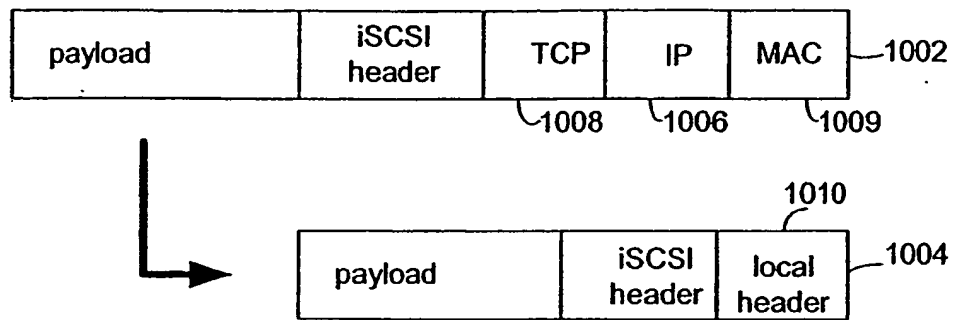 payload iSCSI header TCP IP MAC 1002
1008 1006 1009
1010
payload iSCSI header local header 1004